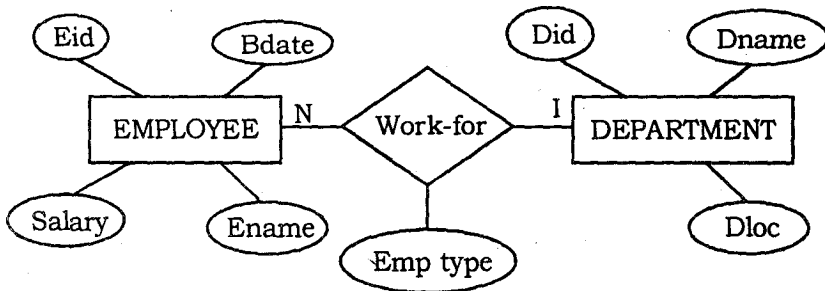 Eid
Bdate
Did
Dname
EMPLOYEE
N
Work-for
I
DEPARTMENT
Salary
Ename
Dloc
Emp type